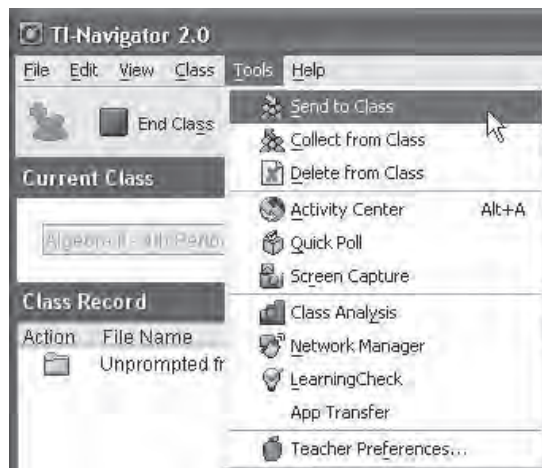 TI-Navigator 2.0
File Edit View Class Tools Help
End Class
Send to Class
Collect from Class
Delete from Class
Current Class
Activity Center Alt+A
Quick Poll
Screen Capture
Class Record
Class Analysis
Action File Name
Network Manager
Unprompted fr
LearningCheck
App Transfer
Teacher Preferences...